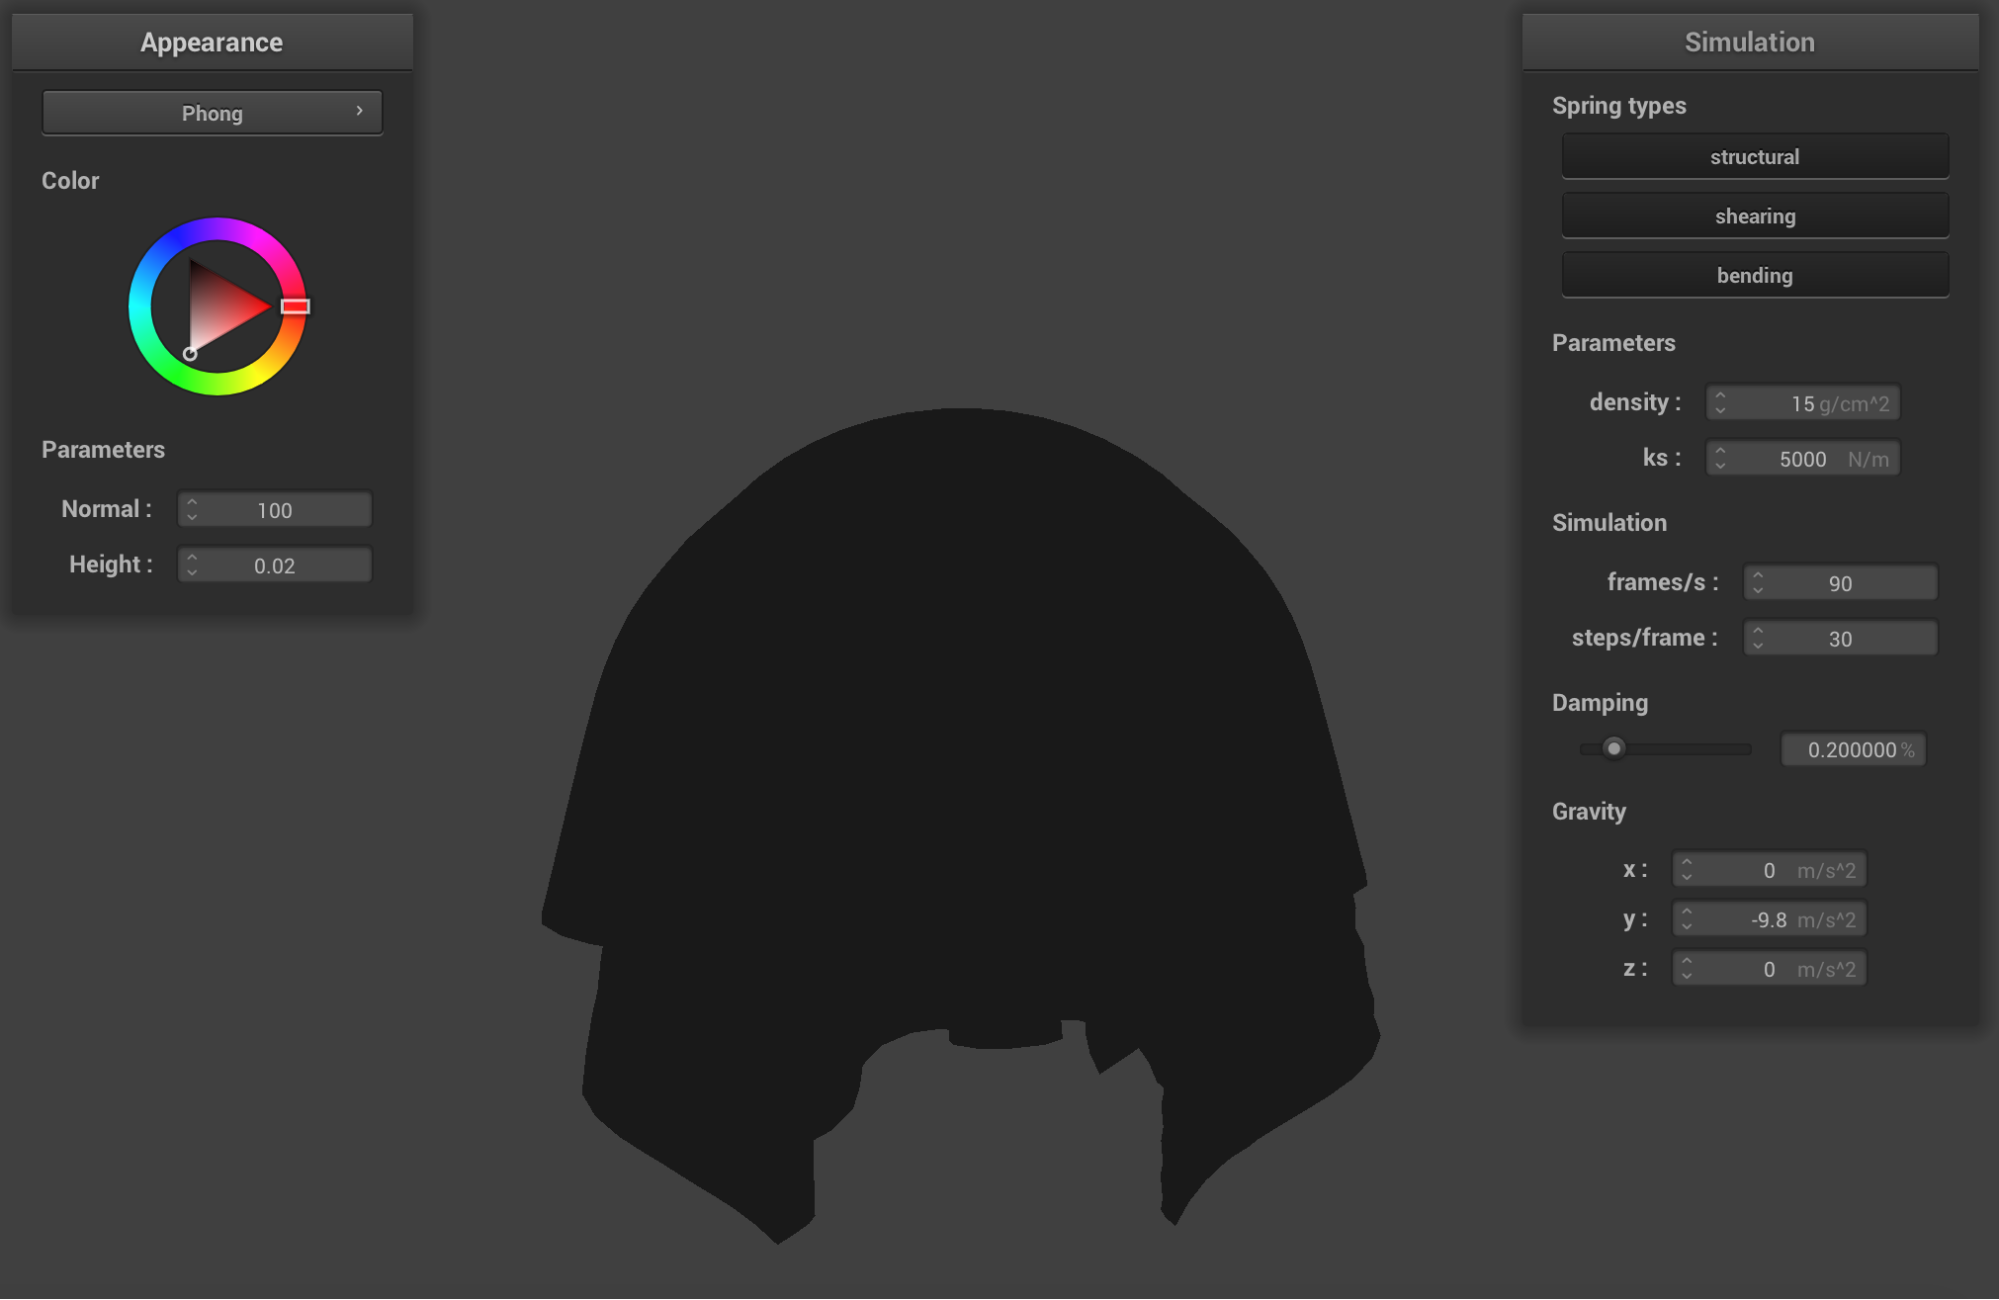 Appearance
Phong
Color
Parameters
Normal : 100
Height : 0.02
Simulation
Spring types
structural
shearing
bending
Parameters
density : 15 g/cm^2
ks : 5000 N/m
Simulation
frames/s : 90
steps/frame : 30
Damping
0.200000 %
Gravity
x : 0 m/s^2
y : -9.8 m/s^2
z : 0 m/s^2